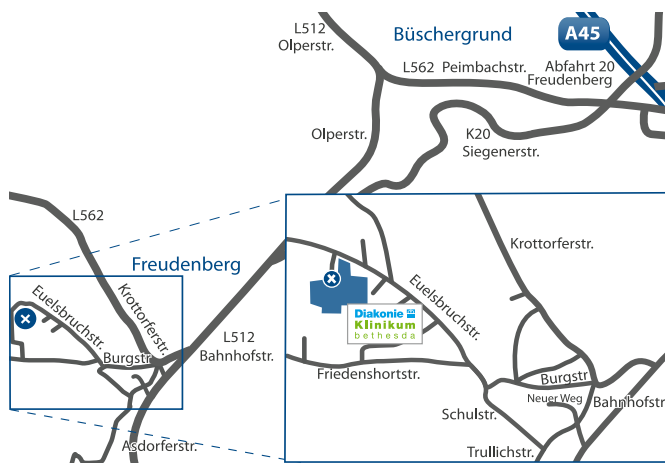 L512
Olperstr.
Büschergrund
A45
L562 Peimbachstr.
Abfahrt 20
Freudenberg
Olperstr.
K20
Siegenerstr.
L562
Freudenberg
Krottorferstr.
Euelsbruchstr.
Burgstr
L512
Bahnhofstr.
Asdorferstr.
Krottorferstr.
Euelsbruchstr.
Diakonie
Klinikum
bethesda
Friedenshortstr.
Burgstr.
Neuer Weg
Bahnhofstr
Schulstr.
Trullichstr.